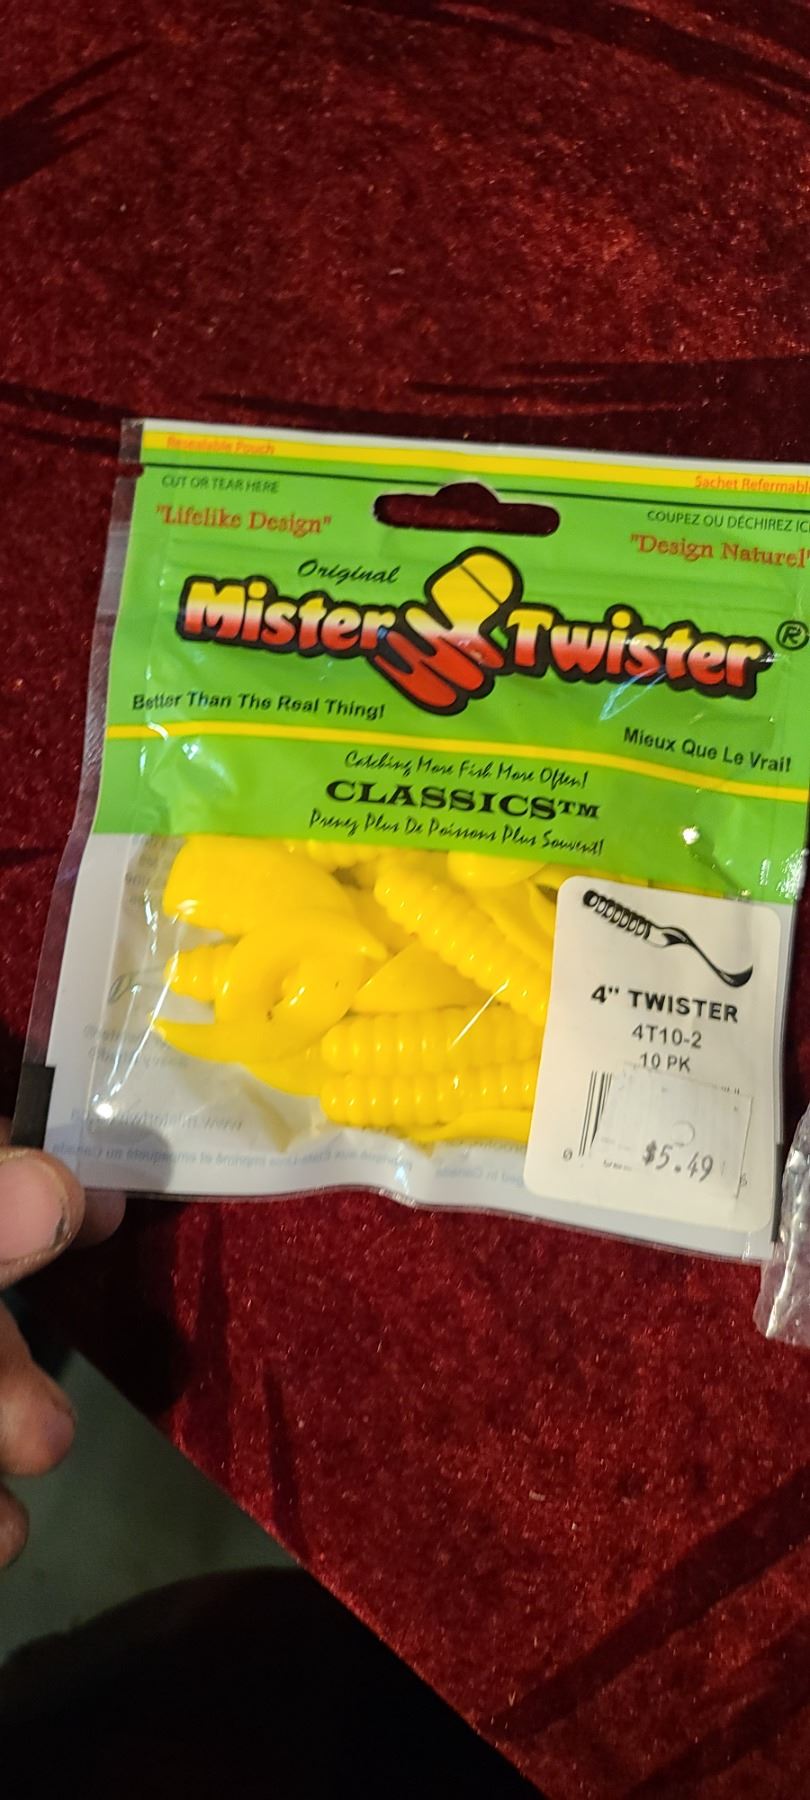 Resealable Pouch
Sachet Refermabl
CUT OR TEAR HERE
COUPEZ OU DÉCHIREZ ICI
"Lifelike Design"
"Design Naturel"
Original
Mister Twister®
Better Than The Real Thing!
Mieux Que Le Vrai!
Catching More Fish More Often!
CLASSICS™
Prenez Plus De Poissons Plus Souvent!
4" TWISTER
4T10-2
10 PK
0
$5.49